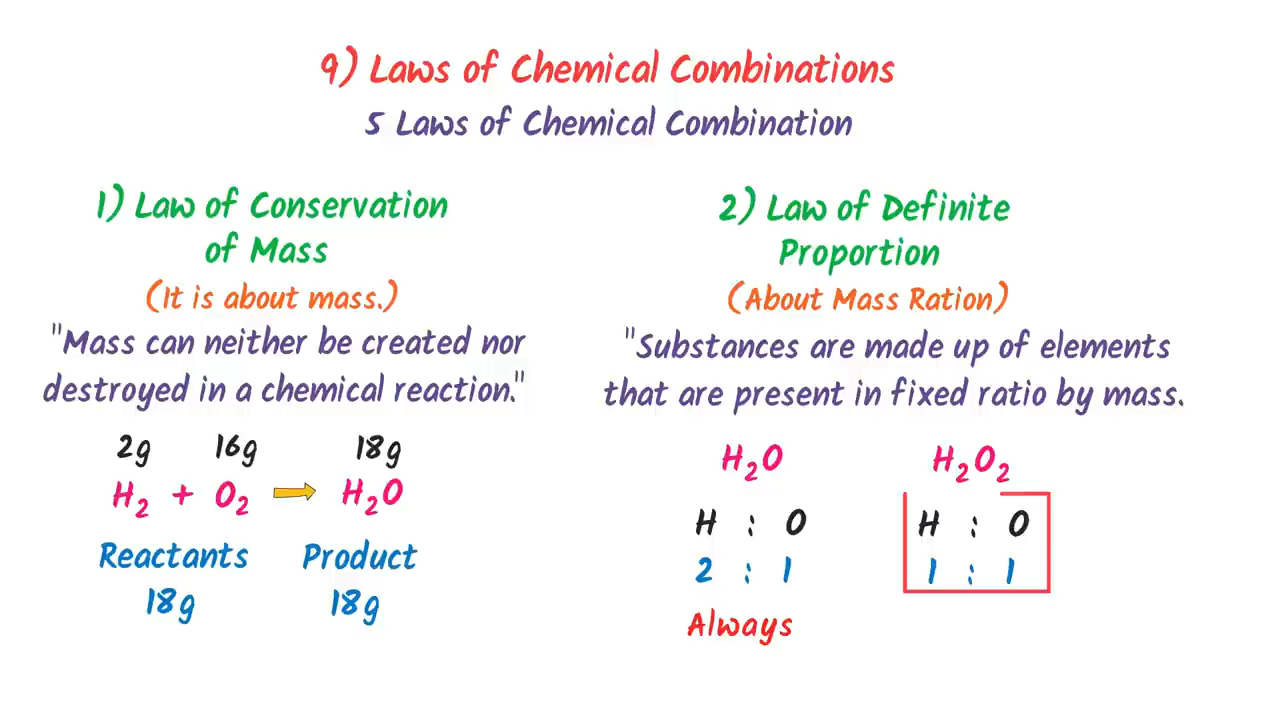 9) Laws of Chemical Combinations
5 Laws of Chemical Combination
1) Law of Conservation
of Mass
(It is about mass.)
"Mass can neither be created nor
destroyed in a chemical reaction."
2g 16g 18g
H₂ + O₂ → H₂O
Reactants Product
18g 18g
2) Law of Definite
Proportion
(About Mass Ration)
"Substances are made up of elements
that are present in fixed ratio by mass.
H₂O H₂O₂
H : O H : O
2 : 1 1 : 1
Always